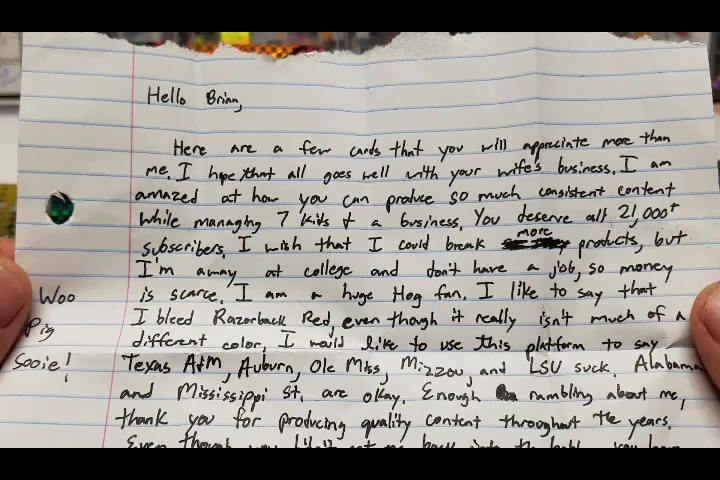 Hello Brian,
Here are a few cards that you will appreciate more than
me. I hope that all goes well with your wife's business. I am
amazed at how you can produce so much consistent content
while managing 7 kids + a business. You deserve all 21,000+
subscribers. I wish that I could break more products, but
I'm away at college and don't have a job, so money
is scarce. I am a huge Hog fan. I like to say that
I bleed Razorback Red, even though it really isn't much of a
different color. I would like to use this platform to say
Texas A+M, Auburn, Ole Miss, Mizzou, and LSU suck. Alabama
and Mississippi St. are okay. Enough rambling about me,
thank you for producing quality content throughout the years.
Even though you
Woo
Pig
Sooie!